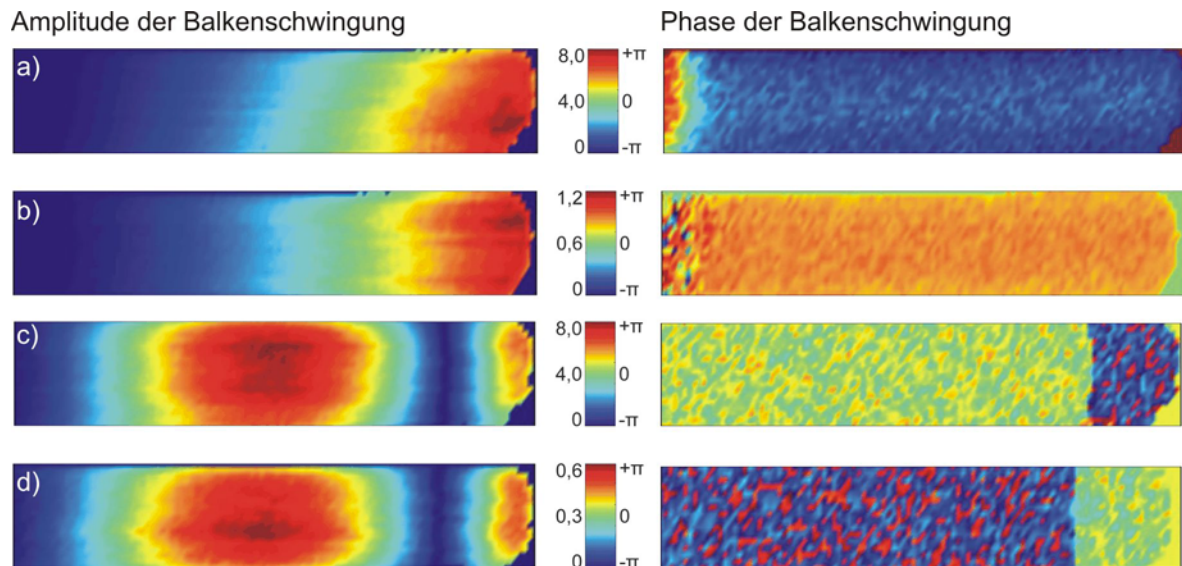 Amplitude der Balkenschwingung
Phase der Balkenschwingung
a)
8,0 +π
4,0 0
0 -π
b)
1,2 +π
0.6 0
0 -π
c)
8,0 +π
4,0 0
0 -π
d)
0,6 +π
0,3 0
0 -π